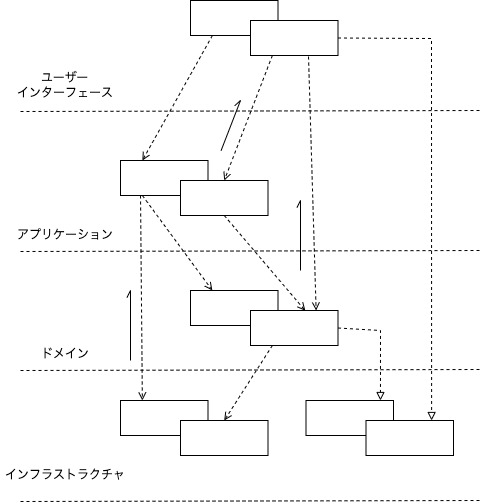 ユーザー
インターフェース
アプリケーション
ドメイン
インフラストラクチャ